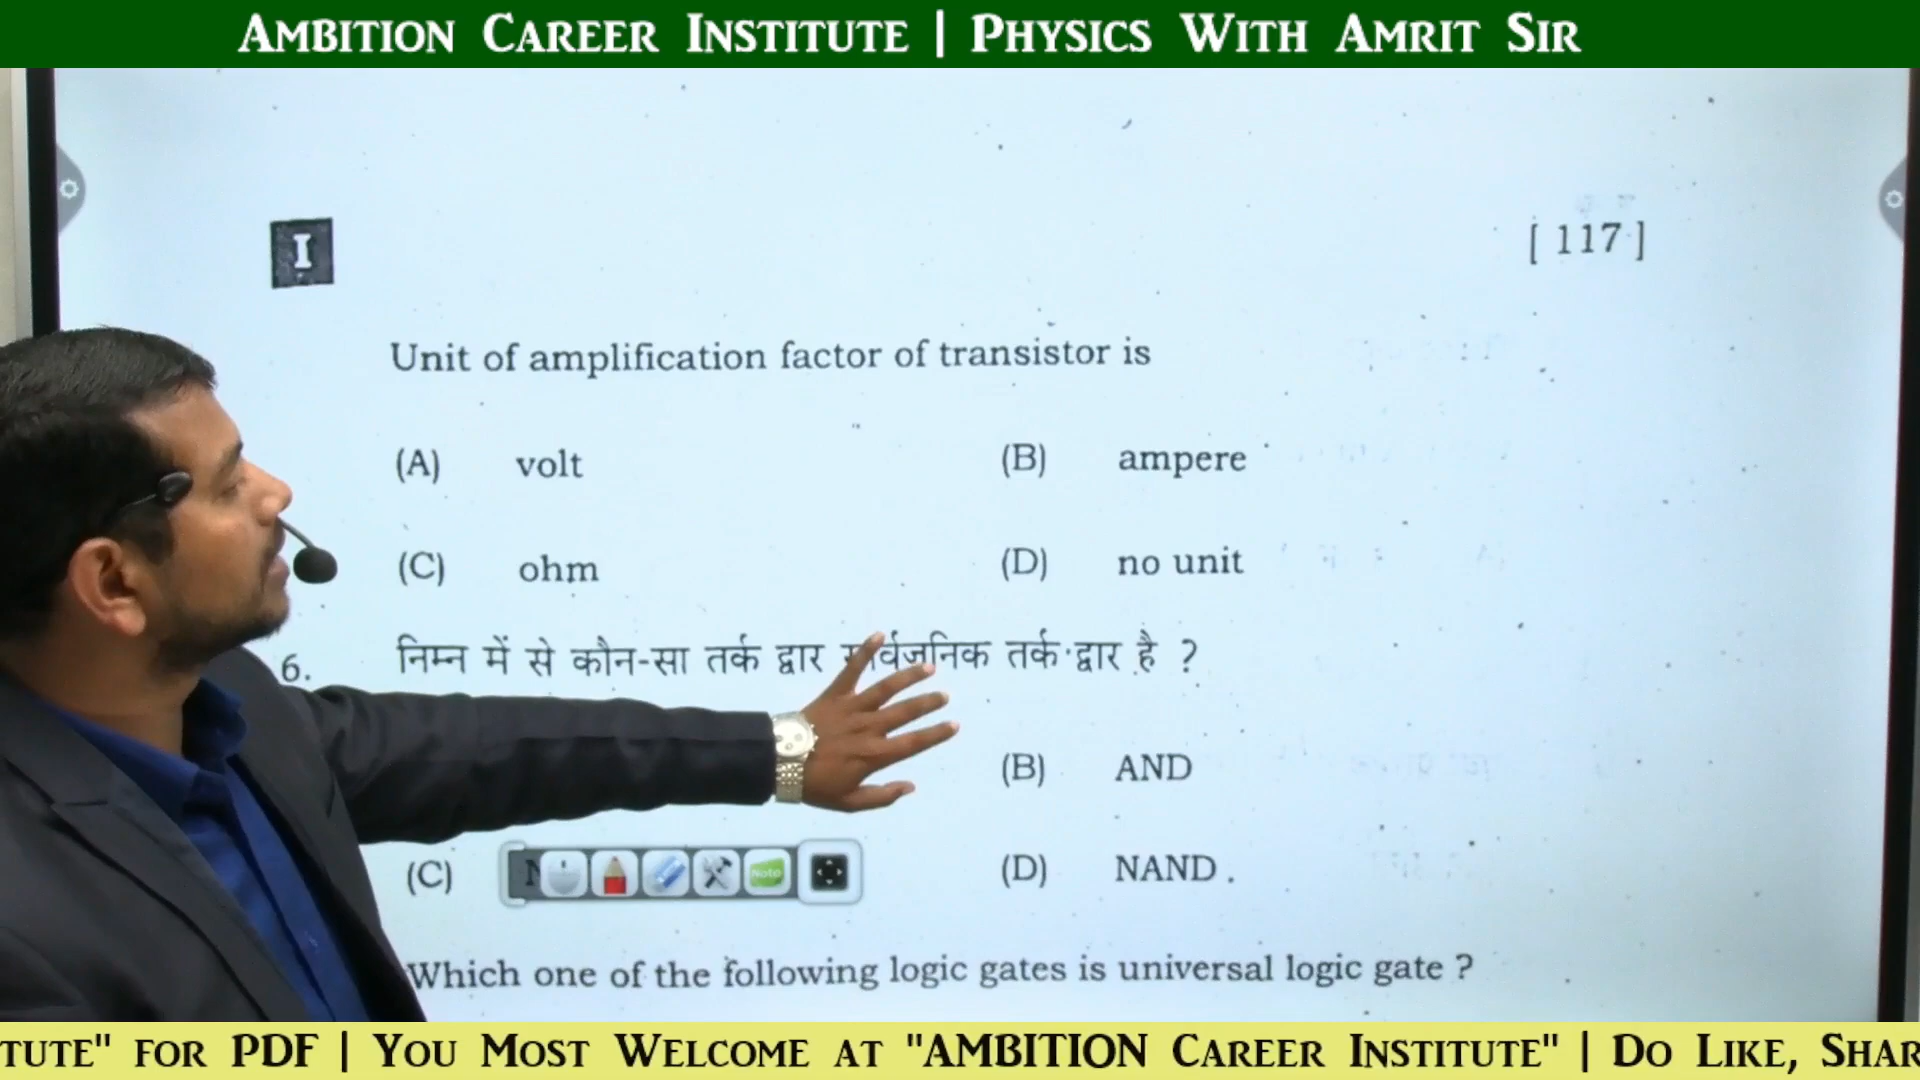 AMBITION CAREER INSTITUTE | PHYSICS WITH AMRIT SIR
I
[ 117 ]
Unit of amplification factor of transistor is
(A) volt (B) ampere
(C) ohm (D) no unit
6. निम्न में से कौन-सा तर्क द्वार सार्वजनिक तर्क द्वार है ?
(B) AND
(C) (D) NAND .
Which one of the following logic gates is universal logic gate ?
Note
TUTE" FOR PDF | YOU MOST WELCOME AT "AMBITION CAREER INSTITUTE" | DO LIKE, SHAR